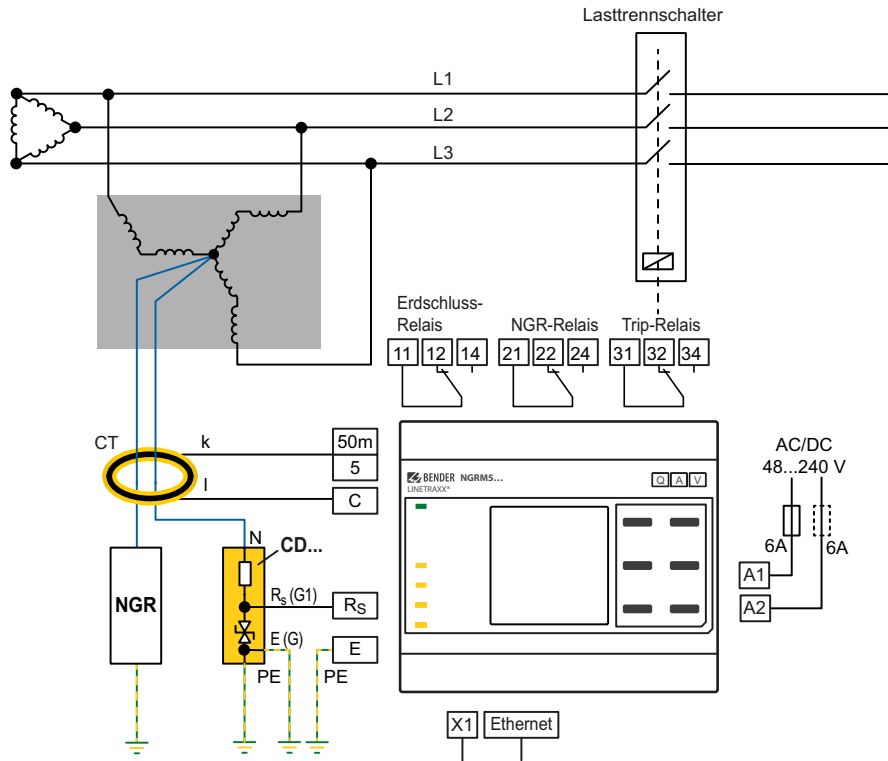 Lasttrennschalter
L1
L2
L3
Erdschluss-
Relais
NGR-Relais
Trip-Relais
11 12 14
21 22 24
31 32 34
CT
k
50m
5
l
C
BENDER NGRM5...
LINETRAXX®
Q A V
AC/DC
48...240 V
6A
6A
A1
A2
N
CD...
NGR
Rs (G1)
RS
E (G)
E
PE
PE
X1
Ethernet